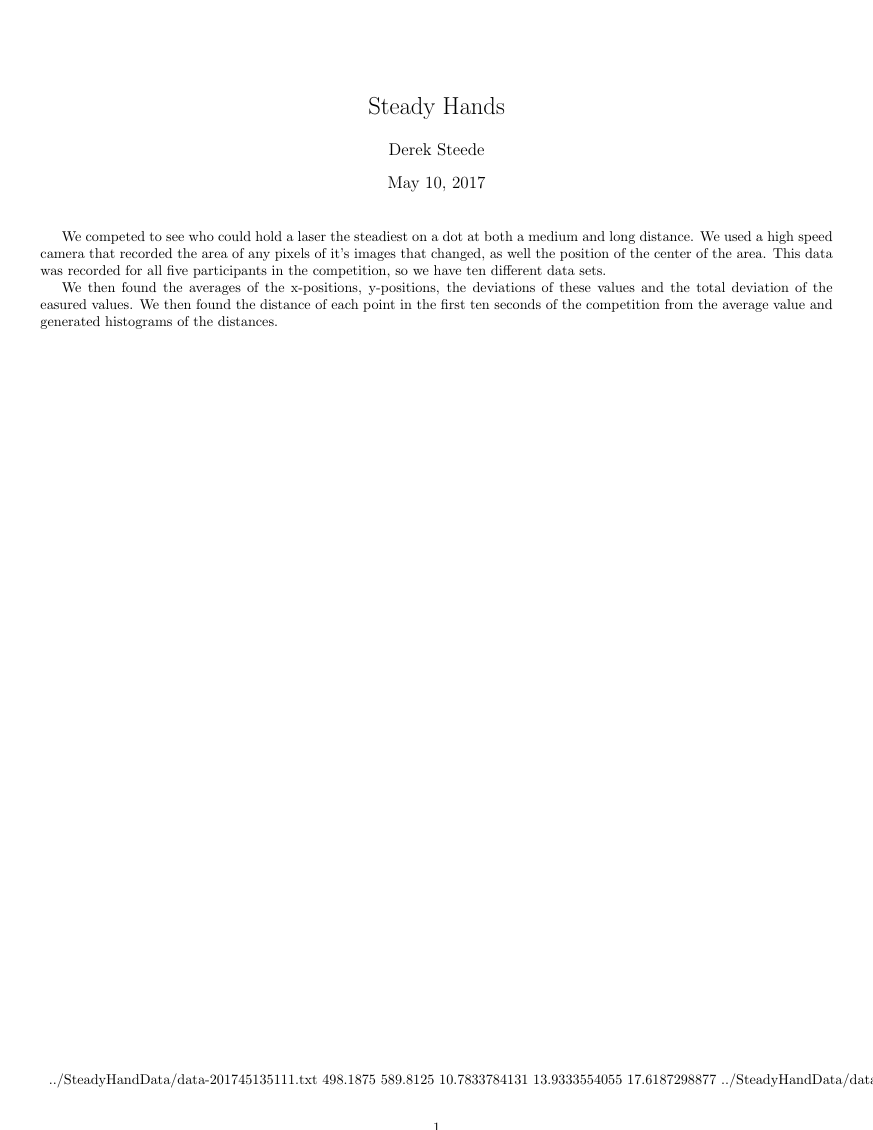 Steady Hands
Derek Steede
May 10, 2017
We competed to see who could hold a laser the steadiest on a dot at both a medium and long distance. We used a high speed
camera that recorded the area of any pixels of it's images that changed, as well the position of the center of the area. This data
was recorded for all five participants in the competition, so we have ten different data sets.
We then found the averages of the x-positions, y-positions, the deviations of these values and the total deviation of the
easured values. We then found the distance of each point in the first ten seconds of the competition from the average value and
generated histograms of the distances.
../SteadyHandData/data-201745135111.txt 498.1875 589.8125 10.7833784131 13.9333554055 17.6187298877 ../SteadyHandData/data
1